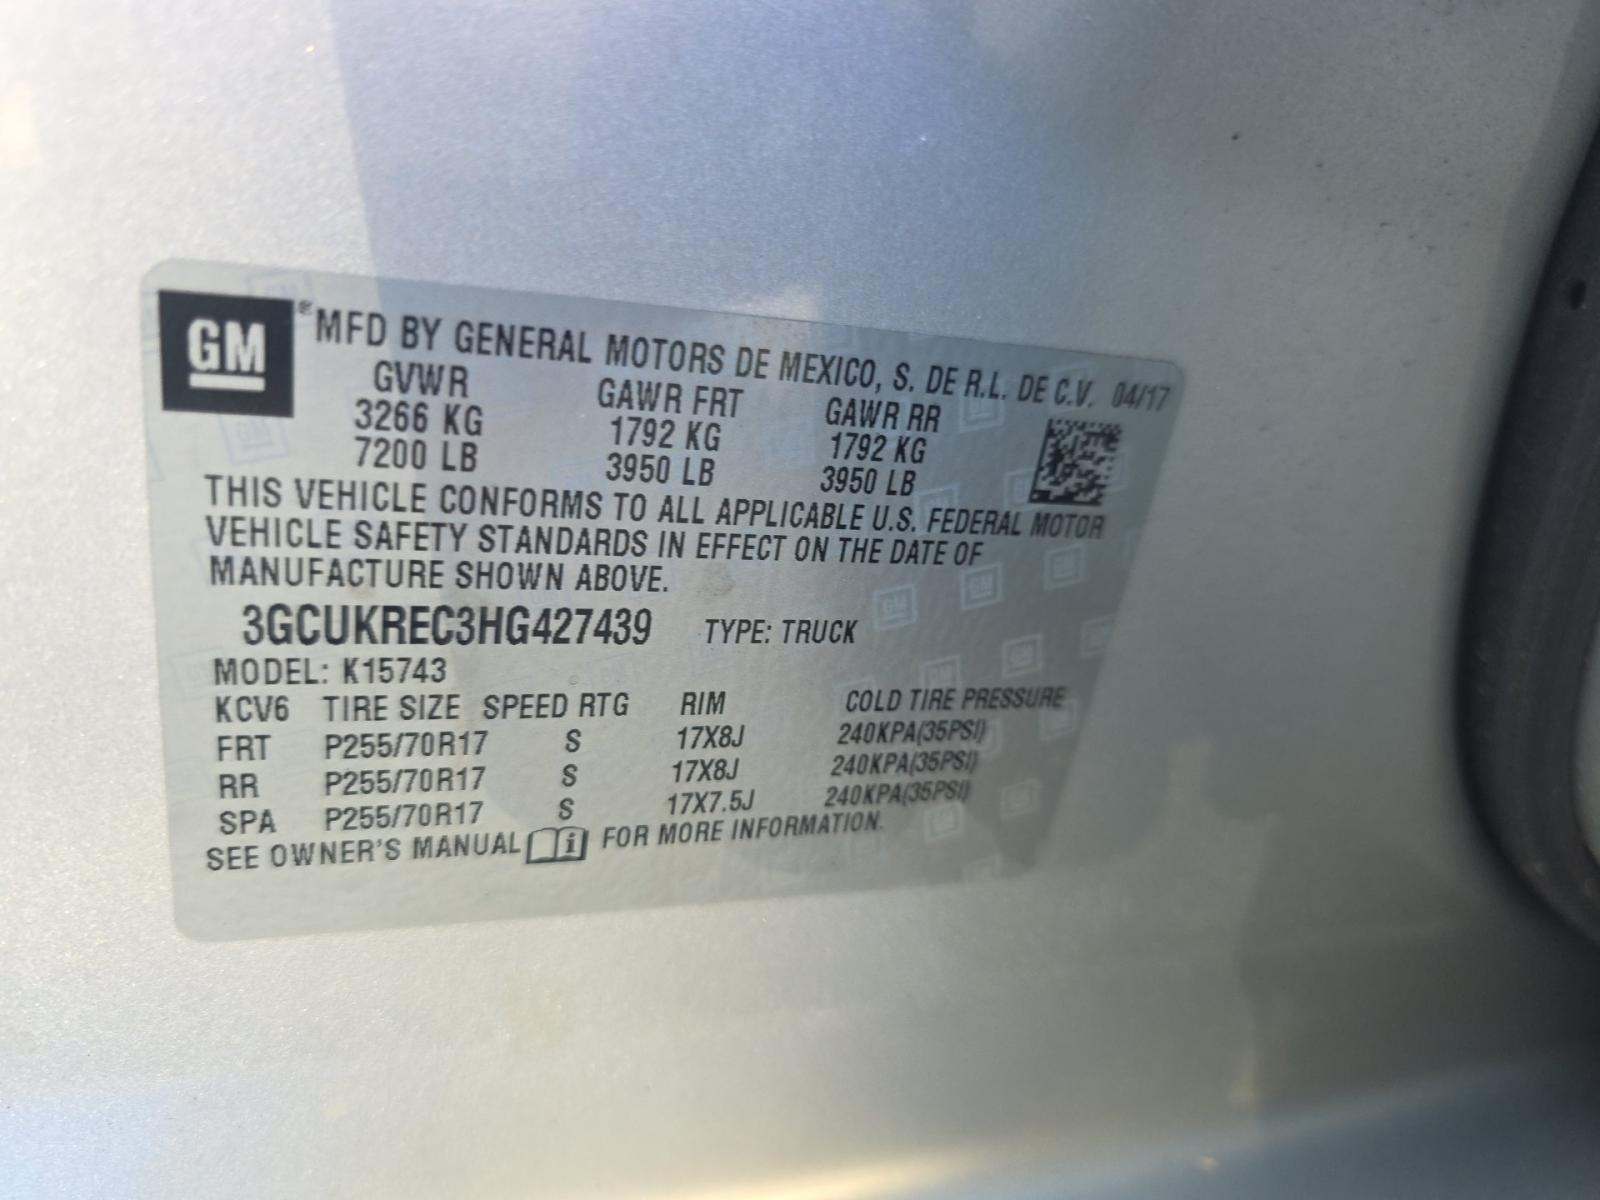 GM ® MFD BY GENERAL MOTORS DE MEXICO, S. DE R.L. DE C.V. 04/17
GVWR GAWR FRT GAWR RR
3266 KG 1792 KG 1792 KG
7200 LB 3950 LB 3950 LB
THIS VEHICLE CONFORMS TO ALL APPLICABLE U.S. FEDERAL MOTOR
VEHICLE SAFETY STANDARDS IN EFFECT ON THE DATE OF
MANUFACTURE SHOWN ABOVE.
3GCUKREC3HG427439 TYPE: TRUCK
MODEL: K15743
KCV6 TIRE SIZE SPEED RTG RIM COLD TIRE PRESSURE
FRT P255/70R17 S 17X8J 240KPA(35PSI)
RR P255/70R17 S 17X8J 240KPA(35PSI)
SPA P255/70R17 S 17X7.5J 240KPA(35PSI)
SEE OWNER'S MANUAL i FOR MORE INFORMATION.